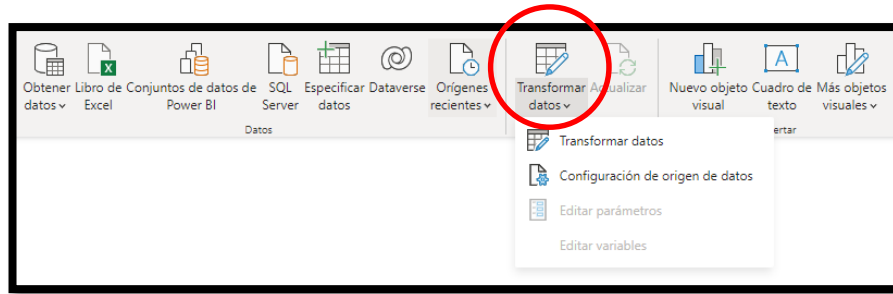 Obtener Libro de Conjuntos de datos de SQL Especificar Dataverse Orígenes Transformar Actualizar Nuevo objeto Cuadro de Más objetos
datos Excel Power BI Server datos recientes datos visual texto visuales
Datos
Transformar datos
Configuración de origen de datos
Editar parámetros
Editar variables